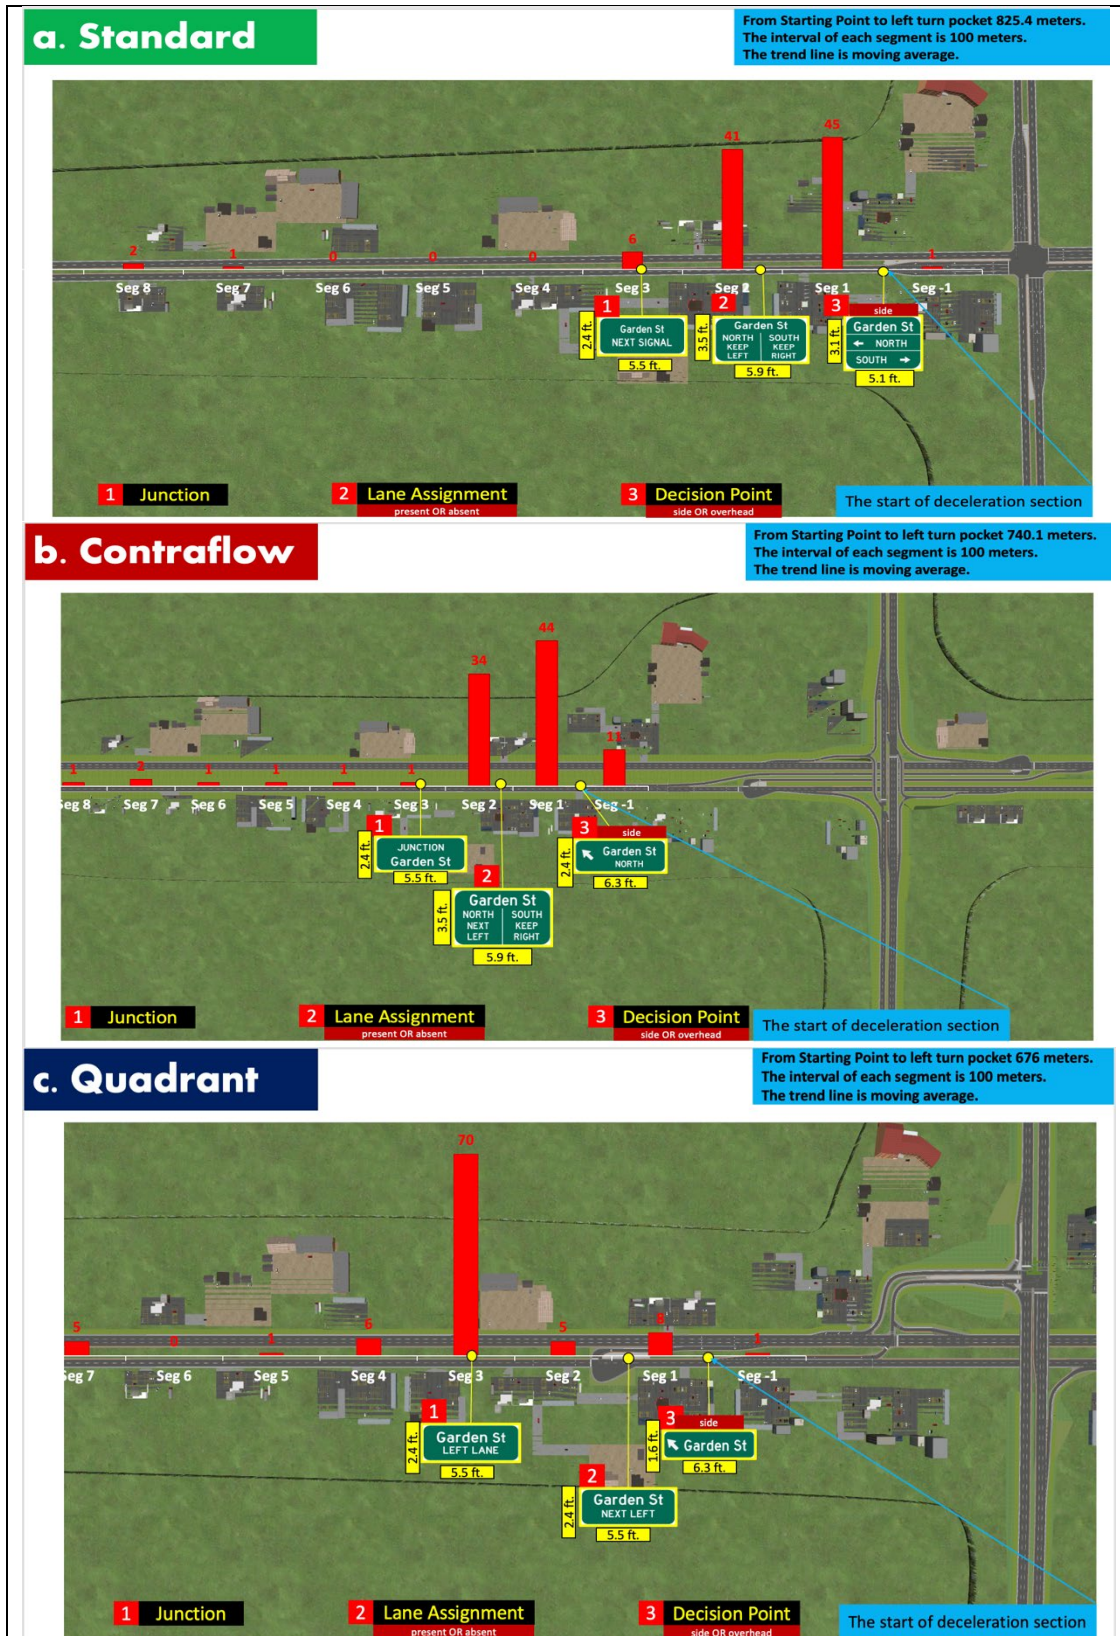 a. Standard
From Starting Point to left turn pocket 825.4 meters.
The interval of each segment is 100 meters.
The trend line is moving average.
41
45
2
1
0
0
0
6
1
Seg 8
Seg 7
Seg 6
Seg 5
Seg 4
Seg 3
Seg 2
Seg 1
Seg -1
1
2.4 ft.
Garden St
NEXT SIGNAL
5.5 ft.
2
3.5 ft.
Garden St
NORTH KEEP LEFT
SOUTH KEEP RIGHT
5.9 ft.
3
side
3.1 ft.
Garden St
← NORTH
SOUTH →
5.1 ft.
1 Junction
2 Lane Assignment
present OR absent
3 Decision Point
side OR overhead
The start of deceleration section
b. Contraflow
From Starting Point to left turn pocket 740.1 meters.
The interval of each segment is 100 meters.
The trend line is moving average.
34
44
11
1
2
1
1
1
1
Seg 8
Seg 7
Seg 6
Seg 5
Seg 4
Seg 3
Seg 2
Seg 1
Seg -1
1
2.4 ft.
JUNCTION
Garden St
5.5 ft.
2
3.5 ft.
Garden St
NORTH NEXT LEFT
SOUTH KEEP RIGHT
5.9 ft.
3
side
2.4 ft.
Garden St
NORTH
6.3 ft.
1 Junction
2 Lane Assignment
present OR absent
3 Decision Point
side OR overhead
The start of deceleration section
c. Quadrant
From Starting Point to left turn pocket 676 meters.
The interval of each segment is 100 meters.
The trend line is moving average.
70
5
0
1
6
5
8
1
Seg 7
Seg 6
Seg 5
Seg 4
Seg 3
Seg 2
Seg 1
Seg -1
1
2.4 ft.
Garden St
LEFT LANE
5.5 ft.
2
2.4 ft.
Garden St
NEXT LEFT
5.5 ft.
3
side
1.6 ft.
Garden St
6.3 ft.
1 Junction
2 Lane Assignment
present OR absent
3 Decision Point
side OR overhead
The start of deceleration section